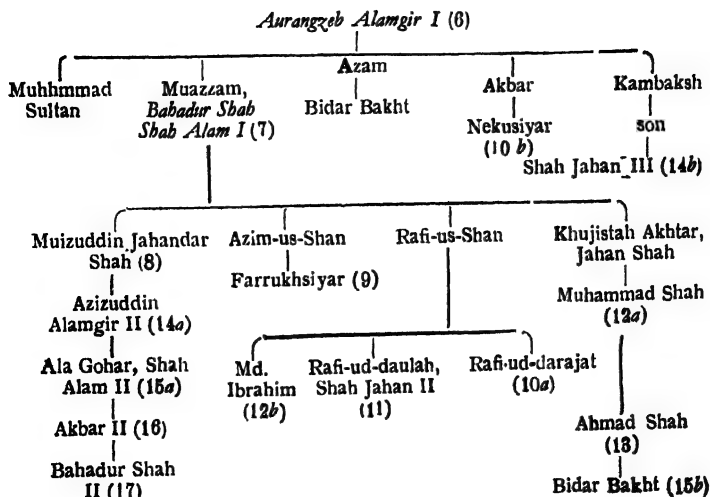 Aurangzeb Alamgir I (6)
Muhhmmad
Sultan
Muazzam,
Bahadur Shah
Shah Alam I (7)
Azam
Bidar Bakht
Akbar
Nekusiyar
(10 b)
Kambaksh
son
Shah Jahan III (14b)
Muizuddin Jahandar
Shah (8)
Azizuddin
Alamgir II (14a)
Ala Gohar, Shah
Alam II (15a)
Akbar II (16)
Bahadur Shah
II (17)
Azim-us-Shan
Farrukhsiyar (9)
Rafi-us-Shan
Md.
Ibrahim
(12b)
Rafi-ud-daulah,
Shah Jahan II
(11)
Rafi-ud-darajat
(10a)
Khujistah Akhtar,
Jahan Shah
Muhammad Shah
(12a)
Ahmad Shah
(13)
Bidar Bakht (15b)